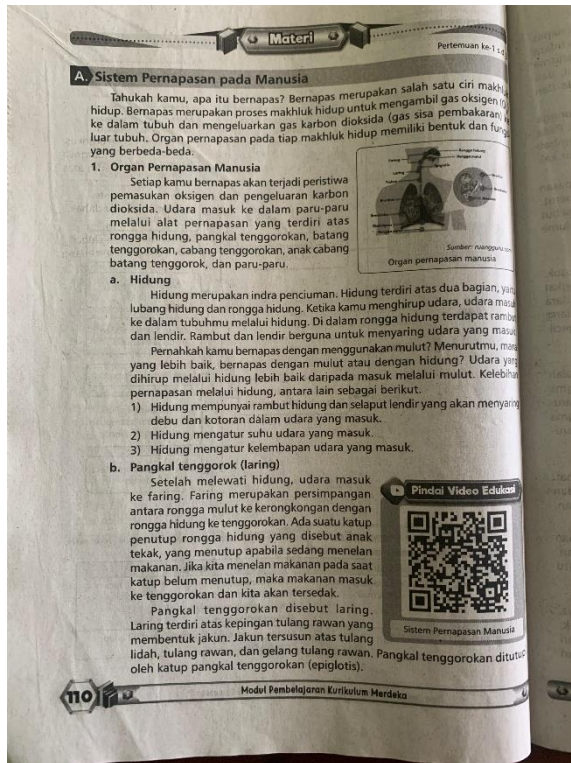 Materi
Pertemuan ke-1 s.d.
A. Sistem Pernapasan pada Manusia
Tahukah kamu, apa itu bernapas? Bernapas merupakan salah satu ciri makhluk
hidup. Bernapas merupakan proses makhluk hidup untuk mengambil gas oksigen
ke dalam tubuh dan mengeluarkan gas karbon dioksida (gas sisa pembakaran)
luar tubuh. Organ pernapasan pada tiap makhluk hidup memiliki bentuk dan fungsi
yang berbeda-beda.
1. Organ Pernapasan Manusia
Setiap kamu bernapas akan terjadi peristiwa
pemasukan oksigen dan pengeluaran karbon
dioksida. Udara masuk ke dalam paru-paru
melalui alat pernapasan yang terdiri atas
rongga hidung, pangkal tenggorokan, batang
tenggorokan, cabang tenggorokan, anak cabang
batang tenggorok, dan paru-paru.
Sumber: ruangguru.com
Organ pernapasan manusia
a. Hidung
Hidung merupakan indra penciuman. Hidung terdiri atas dua bagian, yaitu
lubang hidung dan rongga hidung. Ketika kamu menghirup udara, udara masuk
ke dalam tubuhmu melalui hidung. Di dalam rongga hidung terdapat rambut
dan lendir. Rambut dan lendir berguna untuk menyaring udara yang masuk.
Pernahkah kamu bernapas dengan menggunakan mulut? Menurutmu, mana
yang lebih baik, bernapas dengan mulut atau dengan hidung? Udara yang
dihirup melalui hidung lebih baik daripada masuk melalui mulut. Kelebihan
pernapasan melalui hidung, antara lain sebagai berikut.
1) Hidung mempunyai rambut hidung dan selaput lendir yang akan menyaring
debu dan kotoran dalam udara yang masuk.
2) Hidung mengatur suhu udara yang masuk.
3) Hidung mengatur kelembapan udara yang masuk.
b. Pangkal tenggorok (laring)
Setelah melewati hidung, udara masuk
ke faring. Faring merupakan persimpangan
antara rongga mulut ke kerongkongan dengan
rongga hidung ke tenggorokan. Ada suatu katup
penutup rongga hidung yang disebut anak
tekak, yang menutup apabila sedang menelan
makanan. Jika kita menelan makanan pada saat
katup belum menutup, maka makanan masuk
ke tenggorokan dan kita akan tersedak.
Pangkal tenggorokan disebut laring.
Laring terdiri atas kepingan tulang rawan yang
membentuk jakun. Jakun tersusun atas tulang
lidah, tulang rawan, dan gelang tulang rawan. Pangkal tenggorokan ditutup
oleh katup pangkal tenggorokan (epiglotis).
Pindai Video Edukasi
Sistem Pernapasan Manusia
110
Modul Pembelajaran Kurikulum Merdeka